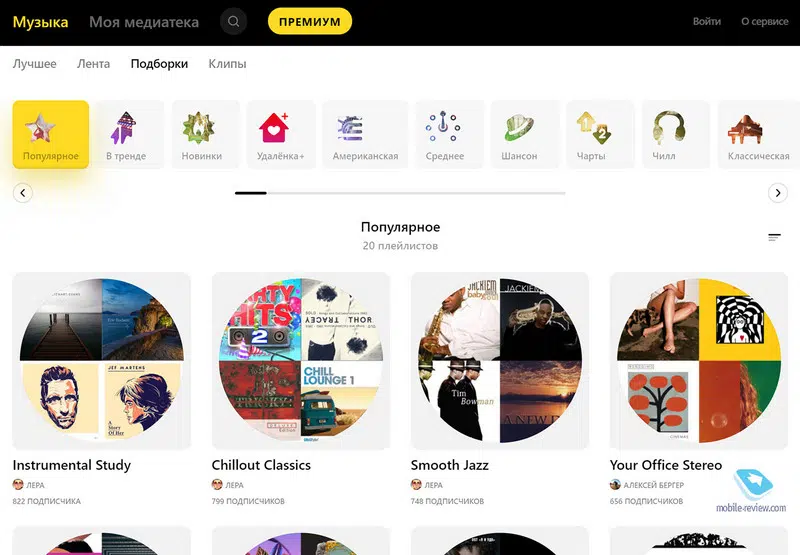 Музыка Моя медиатека ПРЕМИУМ Войти О сервисе
Лучшее Лента Подборки Клипы
Популярное В тренде Новинки Удалёнка+ Американская Среднее Шансон Чарты Чилл Классическая
Популярное
20 плейлистов
HITS
2
TRACEY
JEF MARTENS
A
Story
Of Her
CHILL
LOUNGE 1
JACKIEM
baby
soul
JACKIEM
Tim
Bowman
Instrumental Study Chillout Classics Smooth Jazz Your Office Stereo
ЛЕРА ЛЕРА ЛЕРА АЛЕКСЕЙ БЕРГЕР
822 ПОДПИСЧИКА 799 ПОДПИСЧИКОВ 748 ПОДПИСЧИКОВ 656 ПОДПИСЧИКОВ
mobile-review.com